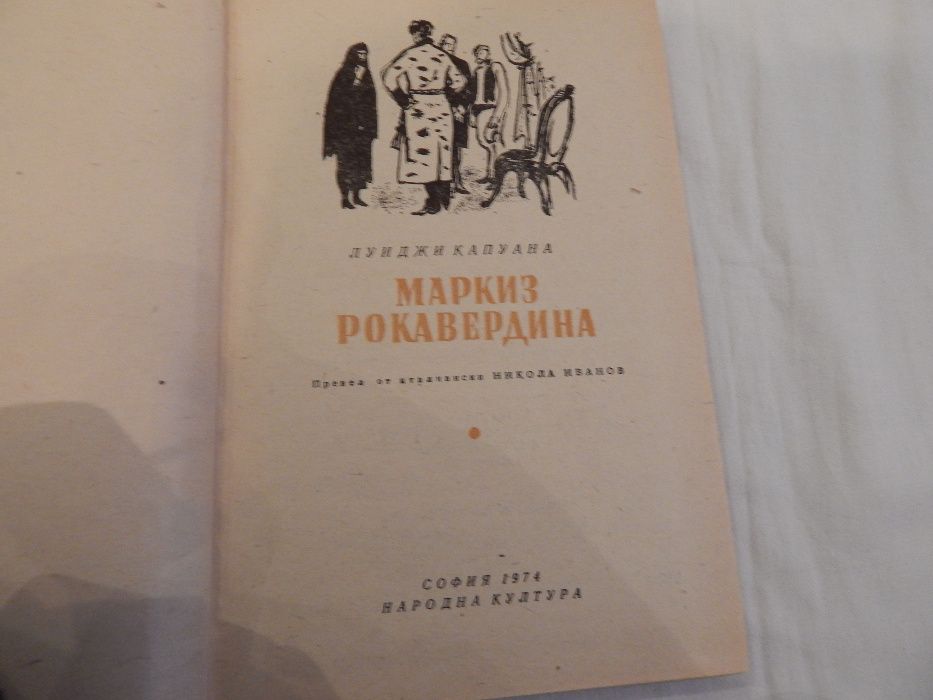 ЛУИДЖИ КАПУАНА
МАРКИЗ
РОКАВЕРДИНА
Превел от италиански НИКОЛА ИВАНОВ
СОФИЯ 1974
НАРОДНА КУЛТУРА